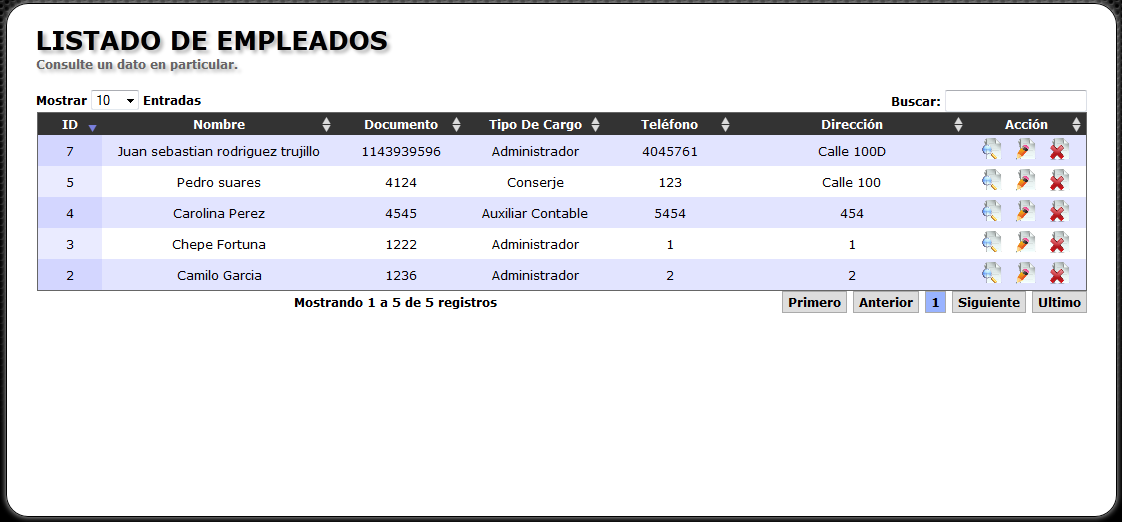 LISTADO DE EMPLEADOS
Consulte un dato en particular.
Mostrar 10 Entradas Buscar:
ID Nombre Documento Tipo De Cargo Teléfono Dirección Acción
7 Juan sebastian rodriguez trujillo 1143939596 Administrador 4045761 Calle 100D
5 Pedro suares 4124 Conserje 123 Calle 100
4 Carolina Perez 4545 Auxiliar Contable 5454 454
3 Chepe Fortuna 1222 Administrador 1 1
2 Camilo Garcia 1236 Administrador 2 2
Mostrando 1 a 5 de 5 registros Primero Anterior 1 Siguiente Ultimo